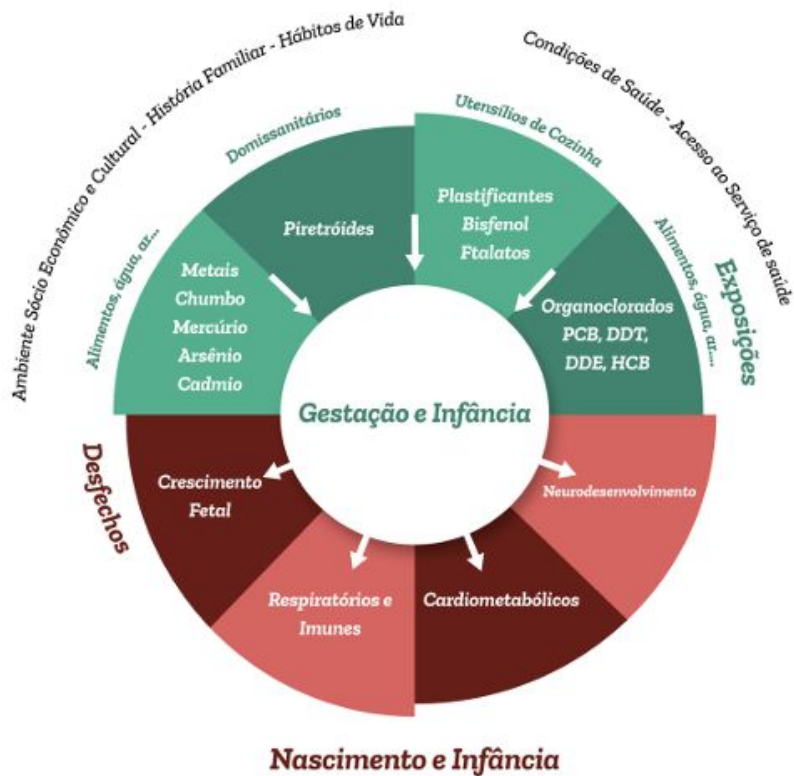 Ambiente Sócio Econômico e Cultural - História Familiar - Hábitos de Vida
Condições de Saúde - Acesso ao Serviço de saúde
Domissanitários
Utensílios de Cozinha
Alimentos, água, ar...
Alimentos, água, ar....
Exposições
Piretróides
Plastificantes
Bisfenol
Ftalatos
Metais
Chumbo
Mercúrio
Arsênio
Cadmio
Organoclorados
PCB, DDT,
DDE, HCB
Gestação e Infância
Desfechos
Crescimento
Fetal
Neurodesenvolvimento
Respiratórios e
Imunes
Cardiometabólicos
Nascimento e Infância